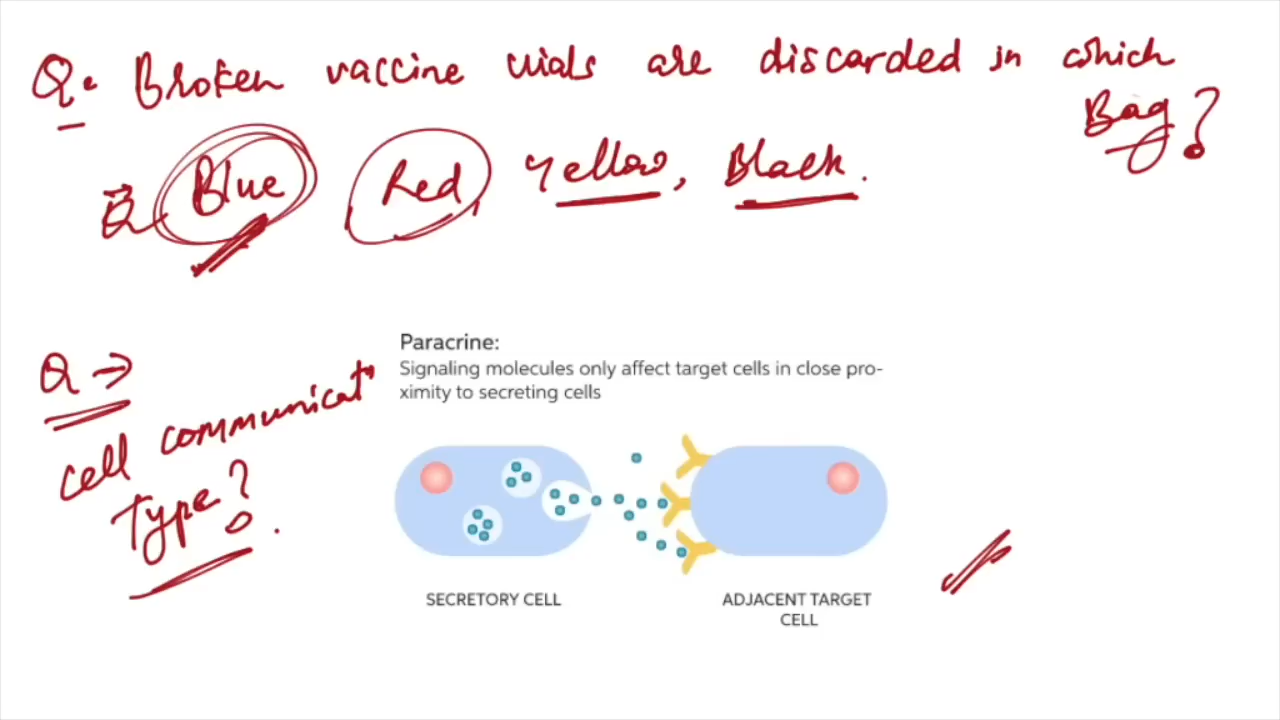 Q. Broken vaccine vials are discarded in which
Bag?
Blue Red Yellow, Black.
Q →
cell communicatn
Type?
Paracrine:
Signaling molecules only affect target cells in close pro-
ximity to secreting cells
SECRETORY CELL
ADJACENT TARGET
CELL